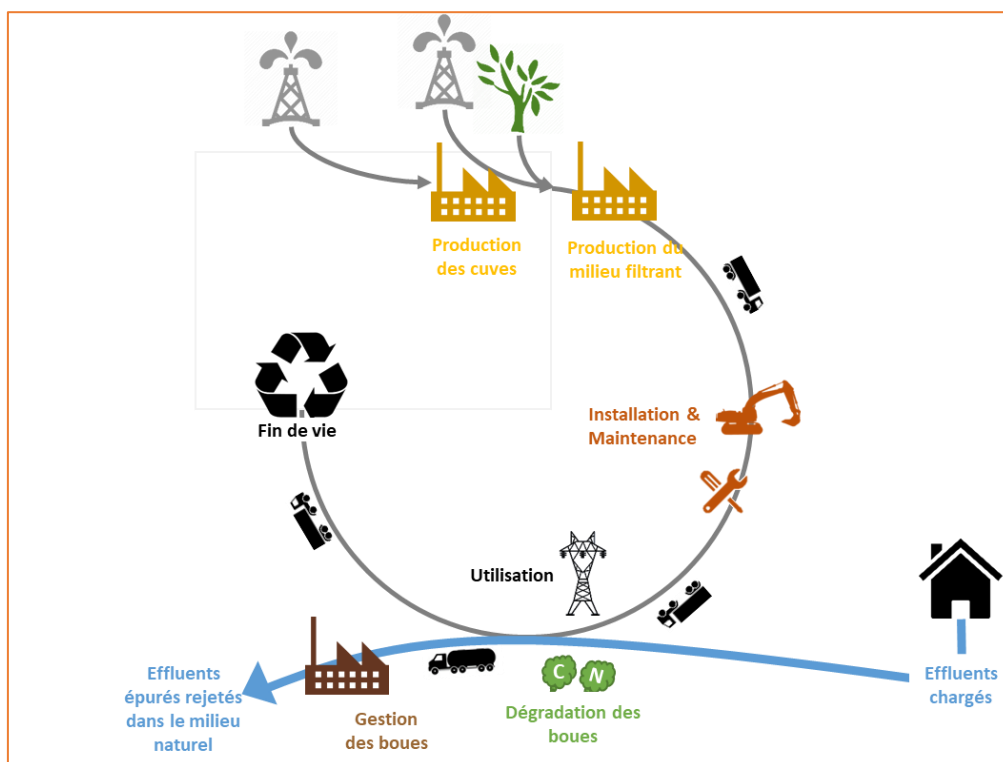 Production
des cuves
Production du
milieu filtrant
Installation &
Maintenance
Fin de vie
Utilisation
C N
Dégradation des
boues
Gestion
des boues
Effluents
épurés rejetés
dans le milieu
naturel
Effluents
chargés